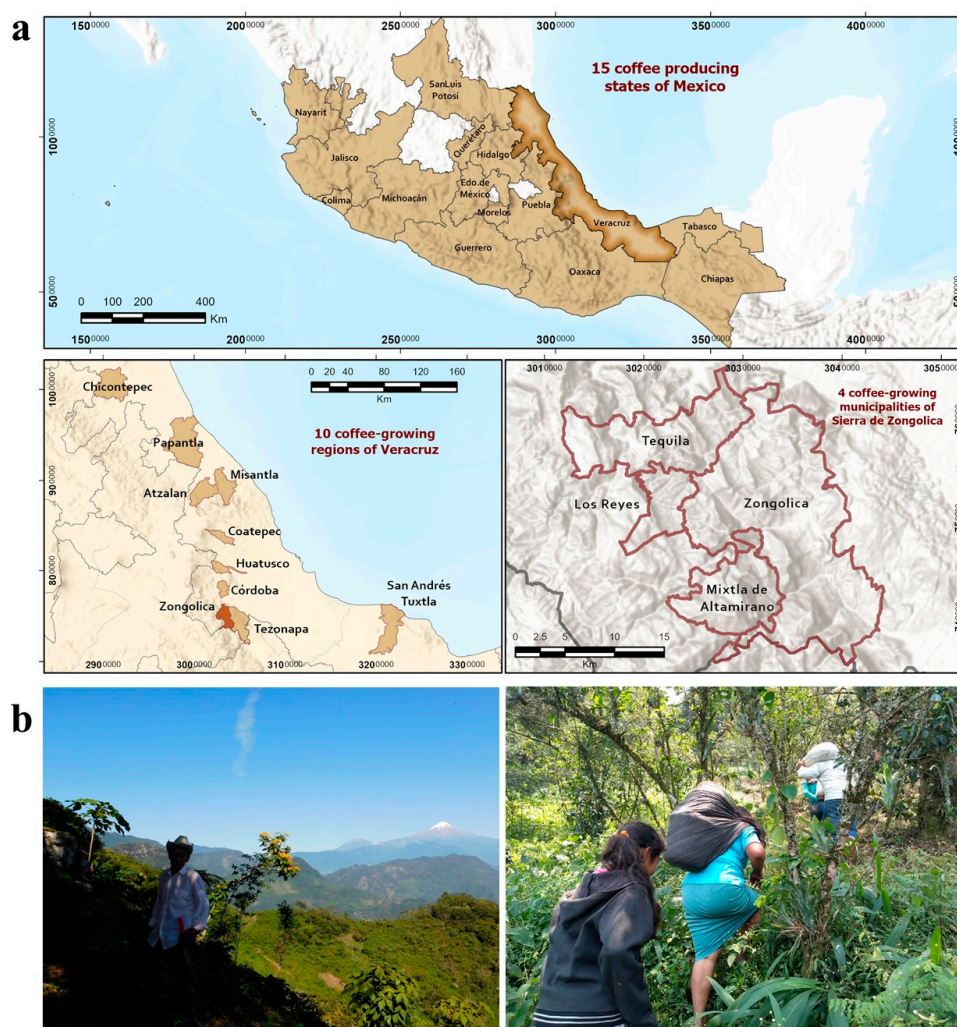 a
1500000 2000000 2500000 3000000 3500000 4000000
15 coffee producing
states of Mexico
SanLuis
Potosí
Nayarit
Querétaro
Hidalgo
Jalisco
Edo.de
México
Michoacán
Colima
Puebla
Morelos
Veracruz
Tabasco
Guerrero
Oaxaca
Chiapas
1000000
1000000
500000
500000
0 100 200 400
Km
1500000 2000000 2500000 3000000 3500000 4000000
0 20 40 80 120 160
Km
10 coffee-growing
regions of Veracruz
Chicontepec
Papantla
Misantla
Atzalan
Coatepec
Huatusco
Córdoba
San Andrés
Tuxtla
Zongolica
Tezonapa
1000000
900000
800000
2900000 3000000 3100000 3200000 3300000
3010000 3020000 3030000 3040000 3050000
4 coffee-growing
municipalities of
Sierra de Zongolica
Tequila
Los Reyes
Zongolica
Mixtla de
Altamirano
750000
0 2.5 5 10 15
Km
b